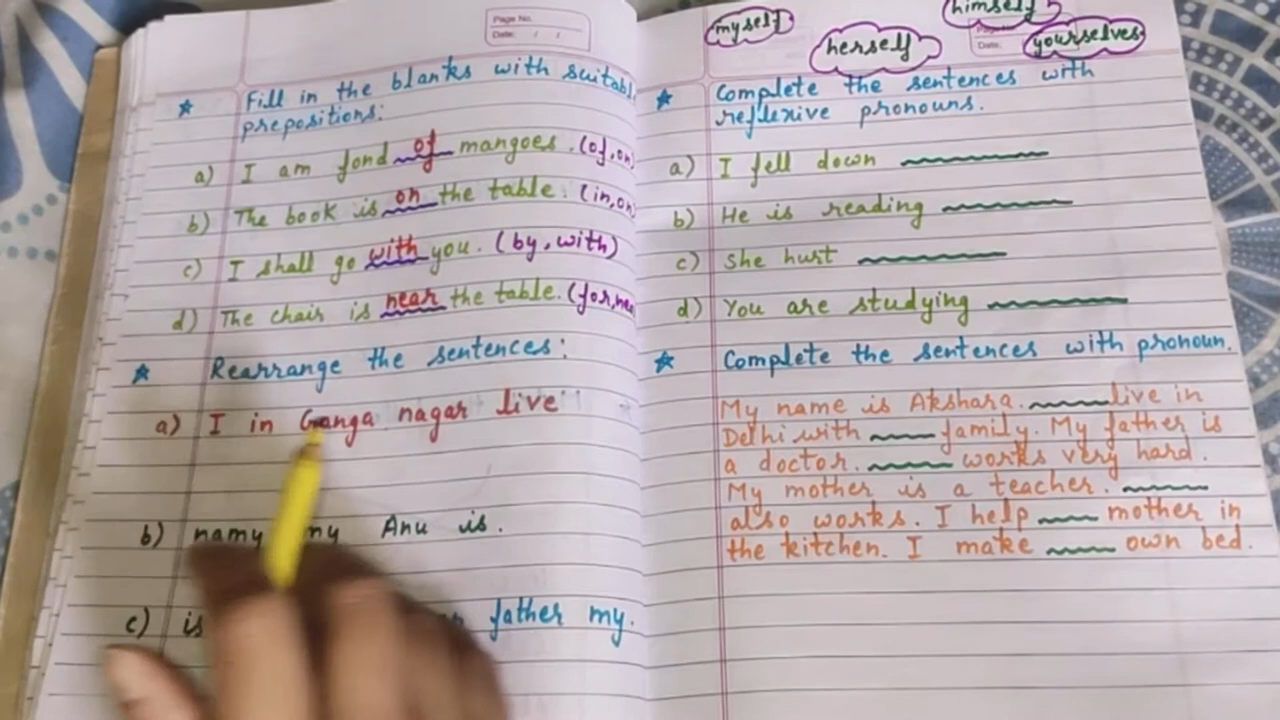 Page No.
Date: / /
★ Fill in the blanks with suitabl
prepositions:
a) I am fond of mangoes. (of, on)
b) The book is on the table. (in, on
c) I shall go with you. (by, with)
d) The chair is near the table. (for, nea
★ Rearrange the sentences:
a) I in Ganga nagar live
b) namy my Anu is.
c) is father my.
myself himself
herself yourselves
Date:
★ Complete the sentences with
reflexive pronouns.
a) I fell down
b) He is reading
c) She hurt
d) You are studying
★ Complete the sentences with pronoun.
My name is Akshara. live in
Delhi with family. My father is
a doctor. works very hard.
My mother is a teacher.
also works. I help mother in
the kitchen. I make own bed.